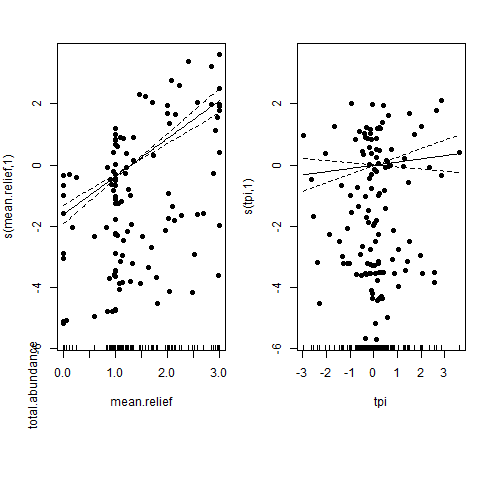 s(mean.relief,1)
2
0
-2
-4
-6
0.0 1.0 2.0 3.0
mean.relief
total.abundance
s(tpi,1)
2
0
-2
-4
-6
-3 -2 -1 0 1 2 3
tpi